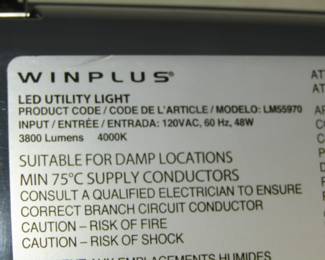 WINPLUS®
LED UTILITY LIGHT
PRODUCT CODE / CODE DE L'ARTICLE / MODELO: LM55970
INPUT / ENTRÉE / ENTRADA: 120VAC, 60 Hz, 48W
3800 Lumens 4000K
SUITABLE FOR DAMP LOCATIONS
MIN 75°C SUPPLY CONDUCTORS
CONSULT A QUALIFIED ELECTRICIAN TO ENSURE
CORRECT BRANCH CIRCUIT CONDUCTOR
CAUTION – RISK OF FIRE
CAUTION – RISK OF SHOCK
EMPLACEMENTS HUMIDES